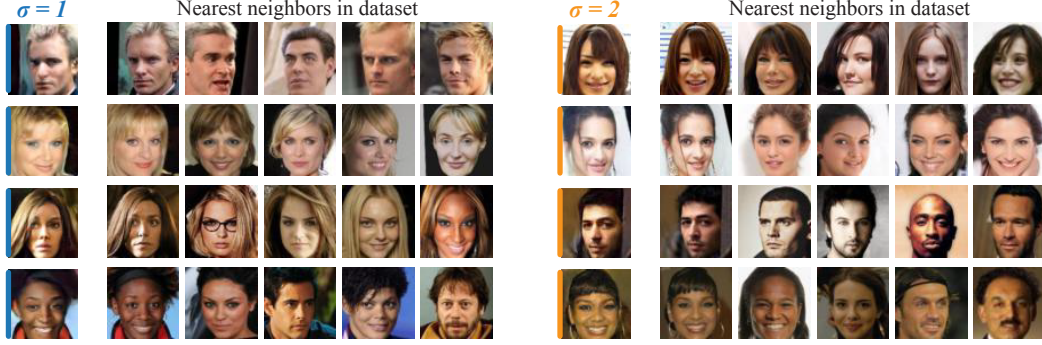 σ = 1 Nearest neighbors in dataset
σ = 2 Nearest neighbors in dataset